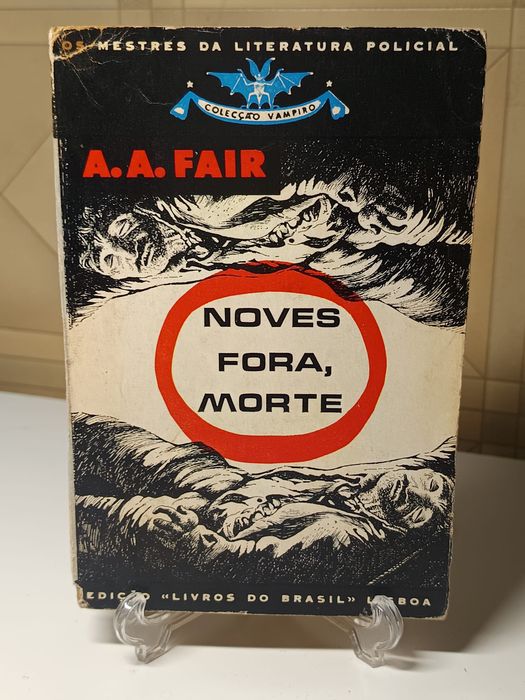 OS MESTRES DA LITERATURA POLICIAL
COLECÇÃO VAMPIRO
A.A. FAIR
NOVES
FORA,
MORTE
EDIÇÃO «LIVROS DO BRASIL» LISBOA